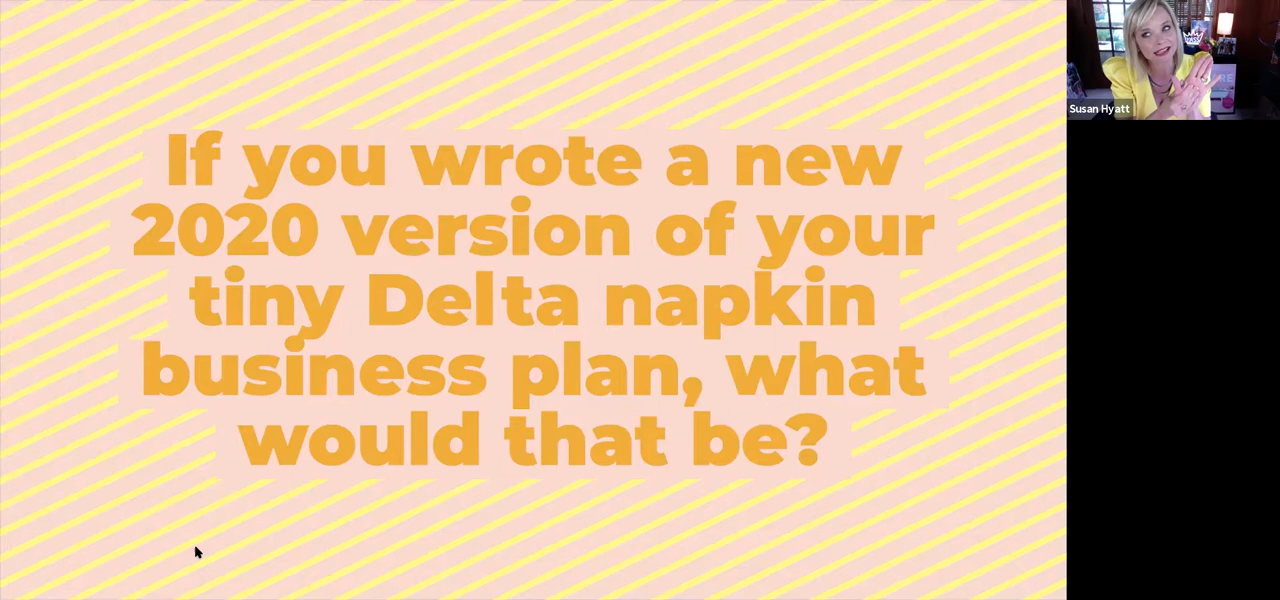 If you wrote a new
2020 version of your
tiny Delta napkin
business plan, what
would that be?
Susan Hyatt